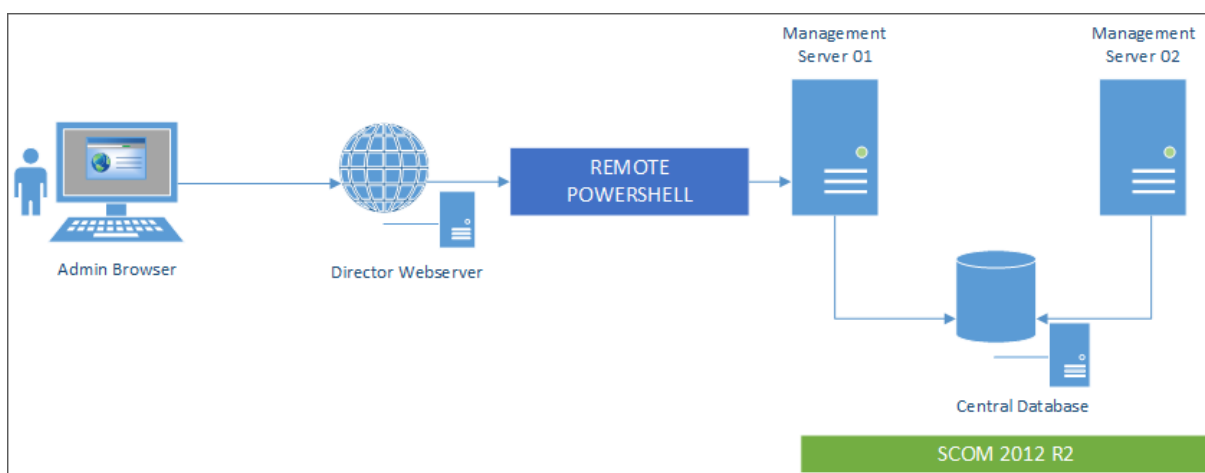 Management
Server 01
Management
Server 02
REMOTE
POWERSHELL
Admin Browser
Director Webserver
Central Database
SCOM 2012 R2